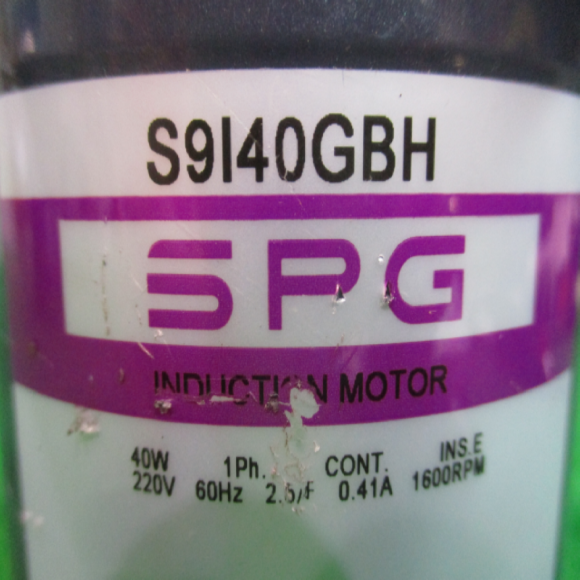 S9I40GBH
SPG
INDUCTION MOTOR
40W 1Ph. CONT. INS.E
220V 60Hz 0.41A 1600RPM